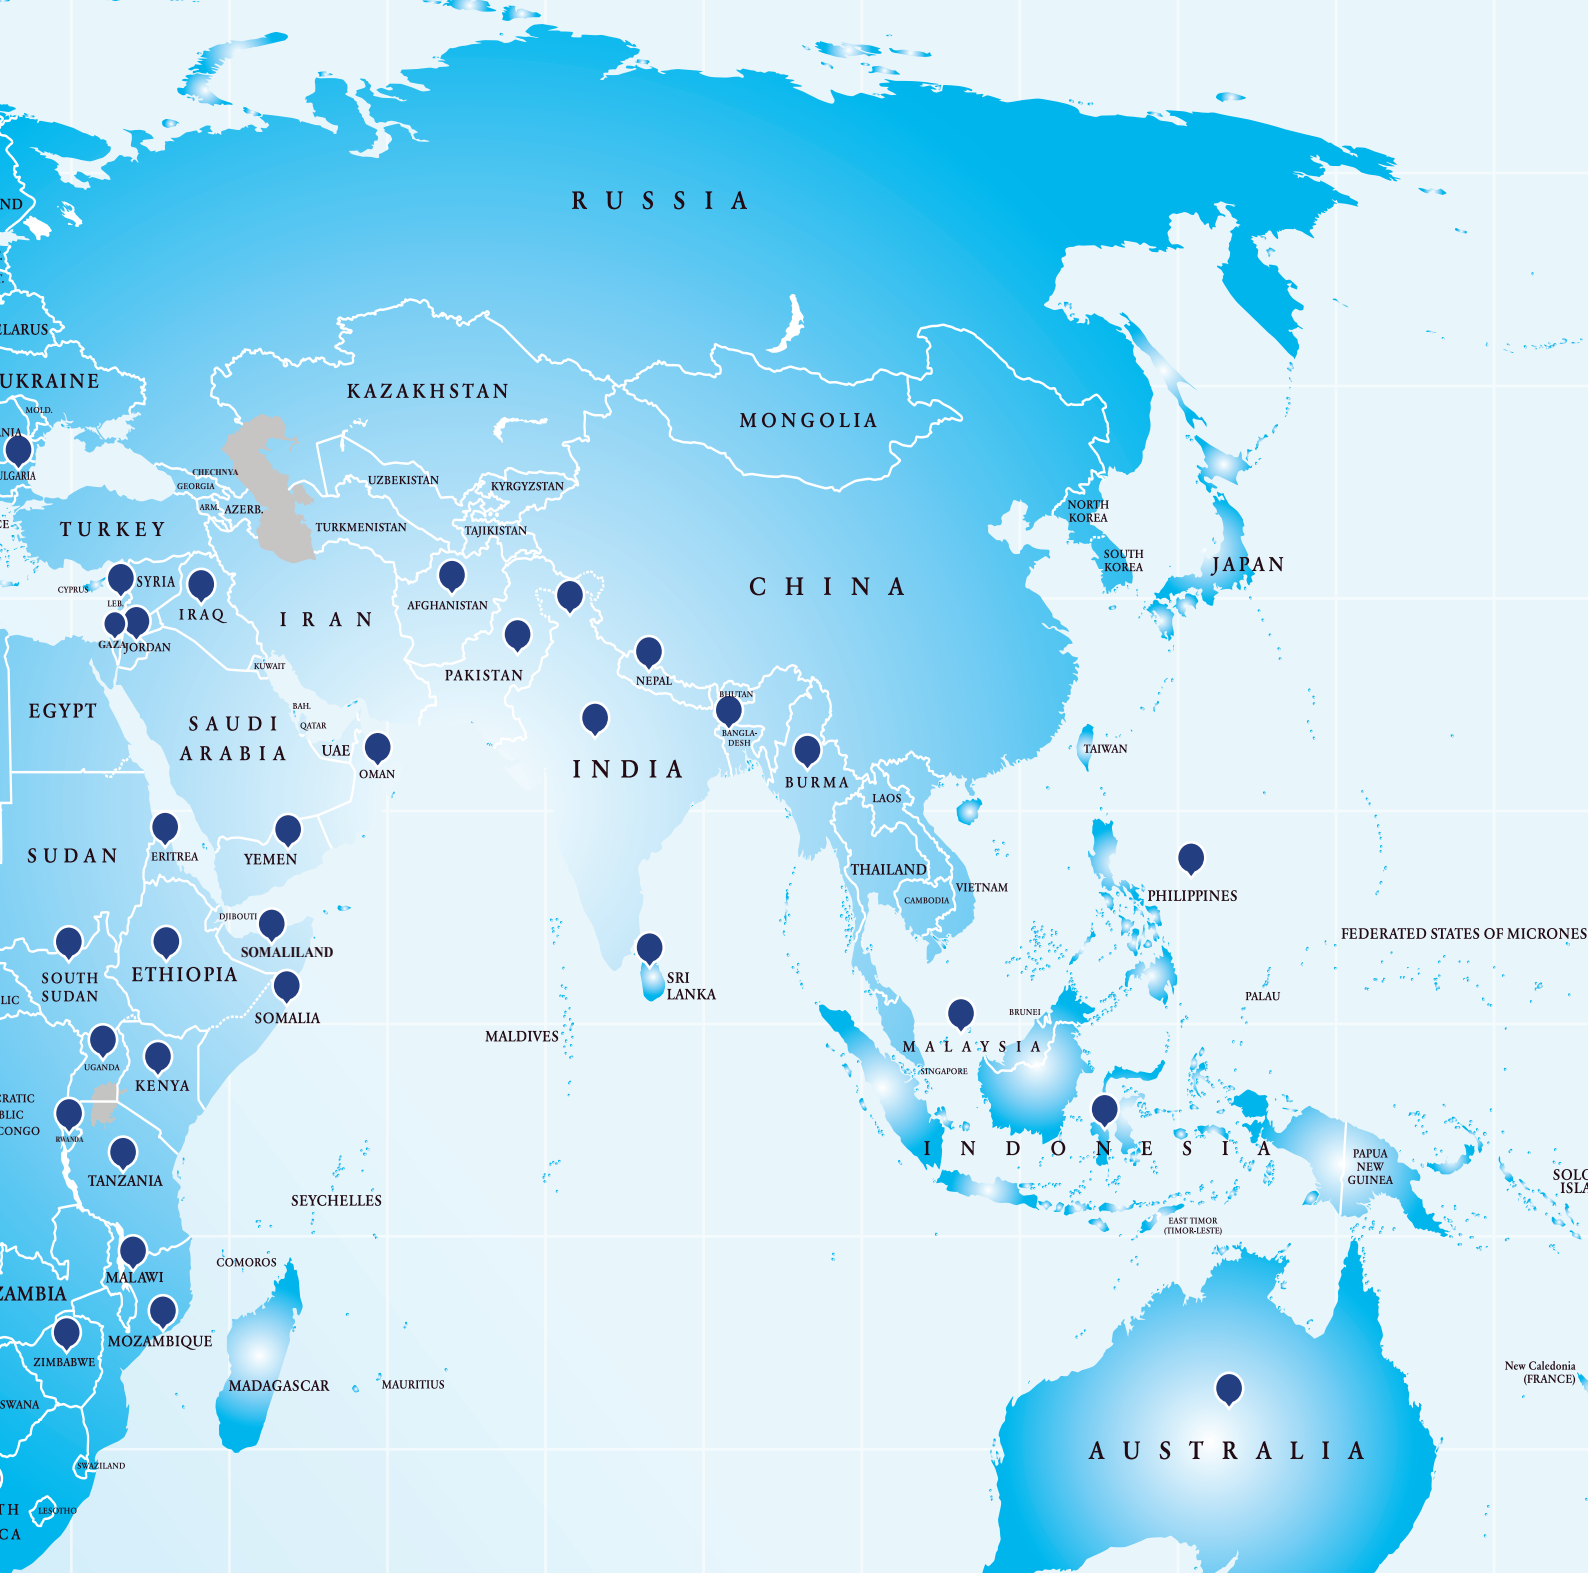 RUSSIA
ND
ELARUS
UKRAINE
MOLD.
NIA
ULGARIA
KAZAKHSTAN
MONGOLIA
CHECHNYA
GEORGIA
ARM.
AZERB.
UZBEKISTAN
KYRGYZSTAN
TURKMENISTAN
TAJIKISTAN
NORTH
KOREA
SOUTH
KOREA
JAPAN
CE
TURKEY
CYPRUS
SYRIA
LEB.
IRAQ
IRAN
AFGHANISTAN
CHINA
GAZA
JORDAN
KUWAIT
PAKISTAN
NEPAL
BHUTAN
BANGLA-
DESH
EGYPT
SAUDI
ARABIA
BAH.
QATAR
UAE
OMAN
INDIA
BURMA
TAIWAN
LAOS
SUDAN
ERITREA
YEMEN
THAILAND
VIETNAM
CAMBODIA
PHILIPPINES
DJIBOUTI
SOMALILAND
FEDERATED STATES OF MICRONES
SOUTH
SUDAN
ETHIOPIA
SRI
LANKA
LIC
PALAU
SOMALIA
BRUNEI
MALDIVES
MALAYSIA
SINGAPORE
UGANDA
KENYA
CRATIC
BLIC
CONGO
RWANDA
INDONESIA
PAPUA
NEW
GUINEA
TANZANIA
SEYCHELLES
SOLO
ISLA
EAST TIMOR
(TIMOR-LESTE)
COMOROS
MALAWI
ZAMBIA
MOZAMBIQUE
ZIMBABWE
MADAGASCAR
MAURITIUS
New Caledonia
(FRANCE)
SWANA
AUSTRALIA
SWAZILAND
TH
CA
LESOTHO